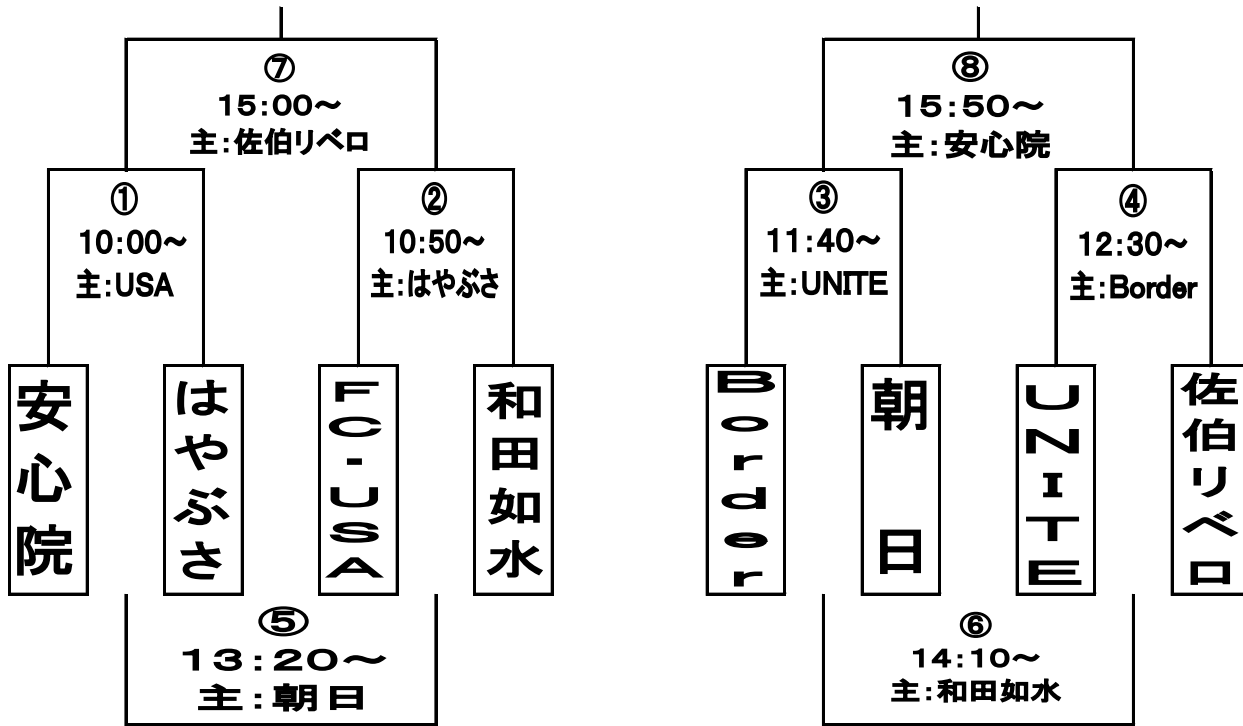 ⑦
15:00～
主:佐伯リベロ
⑧
15:50～
主:安心院
①
10:00～
主:USA
②
10:50～
主:はやぶさ
③
11:40～
主:UNITE
④
12:30～
主:Border
安心院
はやぶさ
FC-USA
和田如水
Border
朝日
UNITE
佐伯リベロ
⑤
13:20～
主:朝日
⑥
14:10～
主:和田如水